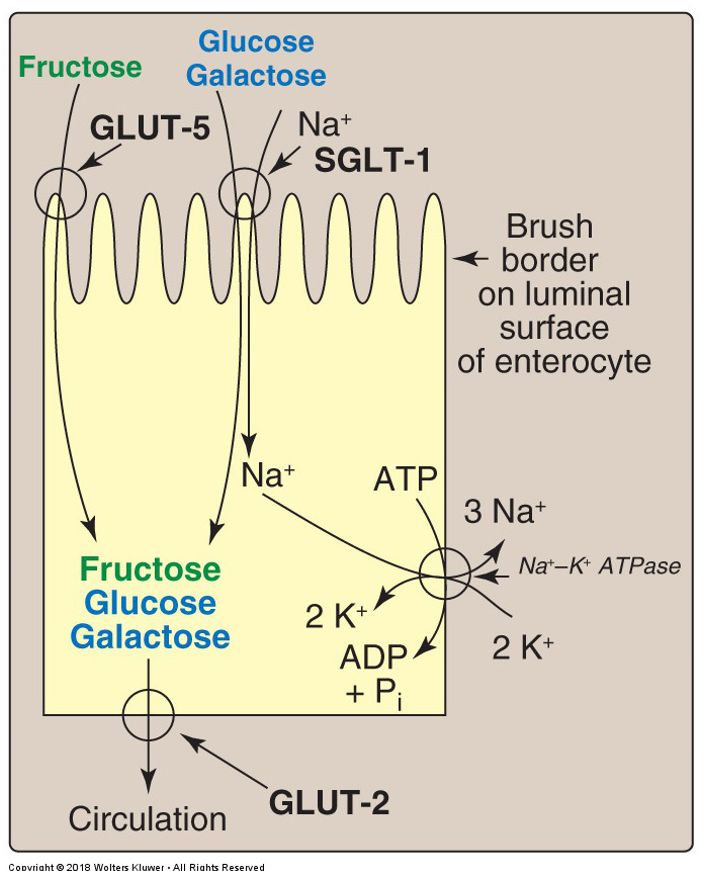 Fructose
Glucose
Galactose
GLUT-5
Na⁺
SGLT-1
Brush
border
on luminal
surface
of enterocyte
Na⁺
ATP
3 Na⁺
Na⁺–K⁺ ATPase
2 K⁺
2 K⁺
ADP
+ Pᵢ
Fructose
Glucose
Galactose
GLUT-2
Circulation
Copyright © 2018 Wolters Kluwer • All Rights Reserved